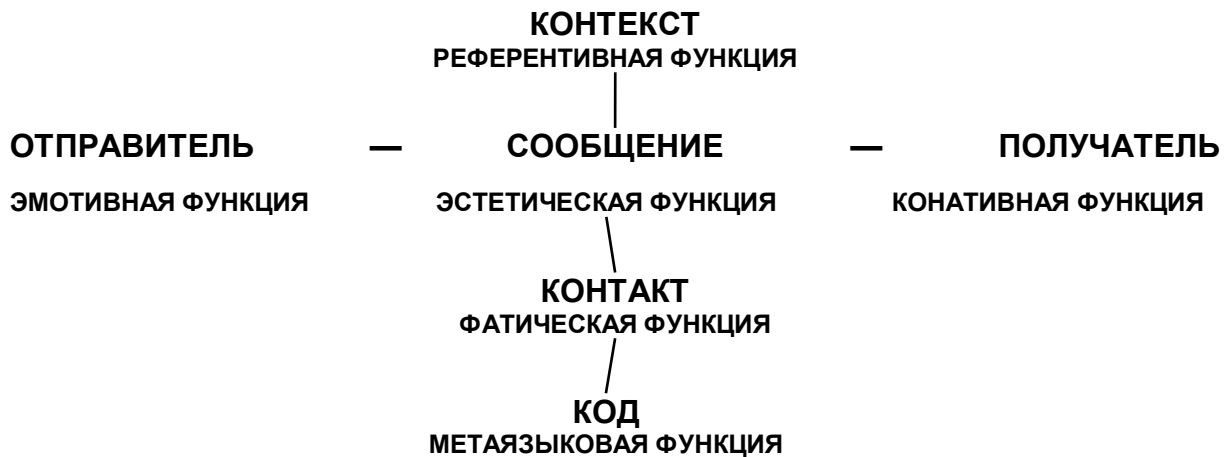 КОНТЕКСТ
РЕФЕРЕНТИВНАЯ ФУНКЦИЯ
ОТПРАВИТЕЛЬ — СООБЩЕНИЕ — ПОЛУЧАТЕЛЬ
ЭМОТИВНАЯ ФУНКЦИЯ ЭСТЕТИЧЕСКАЯ ФУНКЦИЯ КОНАТИВНАЯ ФУНКЦИЯ
КОНТАКТ
ФАТИЧЕСКАЯ ФУНКЦИЯ
КОД
МЕТАЯЗЫКОВАЯ ФУНКЦИЯ